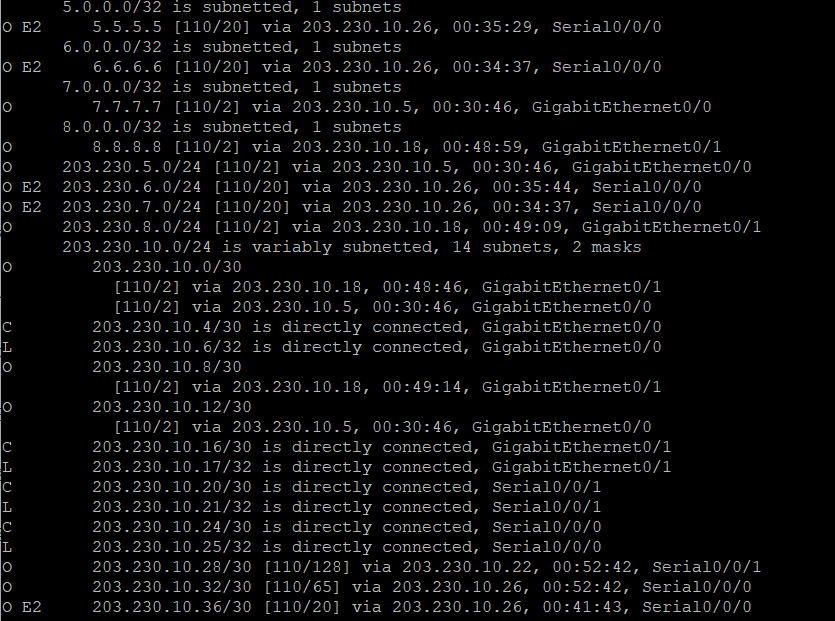 5.0.0.0/32 is subnetted, 1 subnets
O E2     5.5.5.5 [110/20] via 203.230.10.26, 00:35:29, Serial0/0/0
      6.0.0.0/32 is subnetted, 1 subnets
O E2     6.6.6.6 [110/20] via 203.230.10.26, 00:34:37, Serial0/0/0
      7.0.0.0/32 is subnetted, 1 subnets
O        7.7.7.7 [110/2] via 203.230.10.5, 00:30:46, GigabitEthernet0/0
      8.0.0.0/32 is subnetted, 1 subnets
O        8.8.8.8 [110/2] via 203.230.10.18, 00:48:59, GigabitEthernet0/1
O     203.230.5.0/24 [110/2] via 203.230.10.5, 00:30:46, GigabitEthernet0/0
O E2  203.230.6.0/24 [110/20] via 203.230.10.26, 00:35:44, Serial0/0/0
O E2  203.230.7.0/24 [110/20] via 203.230.10.26, 00:34:37, Serial0/0/0
O     203.230.8.0/24 [110/2] via 203.230.10.18, 00:49:09, GigabitEthernet0/1
      203.230.10.0/24 is variably subnetted, 14 subnets, 2 masks
O        203.230.10.0/30
           [110/2] via 203.230.10.18, 00:48:46, GigabitEthernet0/1
           [110/2] via 203.230.10.5, 00:30:46, GigabitEthernet0/0
C        203.230.10.4/30 is directly connected, GigabitEthernet0/0
L        203.230.10.6/32 is directly connected, GigabitEthernet0/0
O        203.230.10.8/30
           [110/2] via 203.230.10.18, 00:49:14, GigabitEthernet0/1
O        203.230.10.12/30
           [110/2] via 203.230.10.5, 00:30:46, GigabitEthernet0/0
C        203.230.10.16/30 is directly connected, GigabitEthernet0/1
L        203.230.10.17/32 is directly connected, GigabitEthernet0/1
C        203.230.10.20/30 is directly connected, Serial0/0/1
L        203.230.10.21/32 is directly connected, Serial0/0/1
C        203.230.10.24/30 is directly connected, Serial0/0/0
L        203.230.10.25/32 is directly connected, Serial0/0/0
O        203.230.10.28/30 [110/128] via 203.230.10.22, 00:52:42, Serial0/0/1
O        203.230.10.32/30 [110/65] via 203.230.10.26, 00:52:42, Serial0/0/0
O E2     203.230.10.36/30 [110/20] via 203.230.10.26, 00:41:43, Serial0/0/0